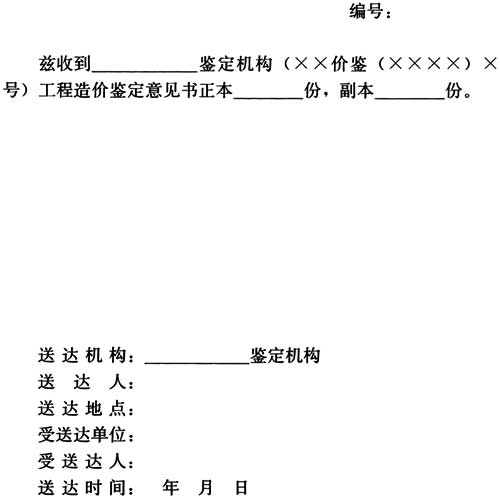 编号：
兹收到____________鉴定机构（××价鉴（××××）×
号）工程造价鉴定意见书正本________份，副本________份。
送达机构：____________鉴定机构
送达人：
送达地点：
受送达单位：
受送达人：
送达时间： 年 月 日